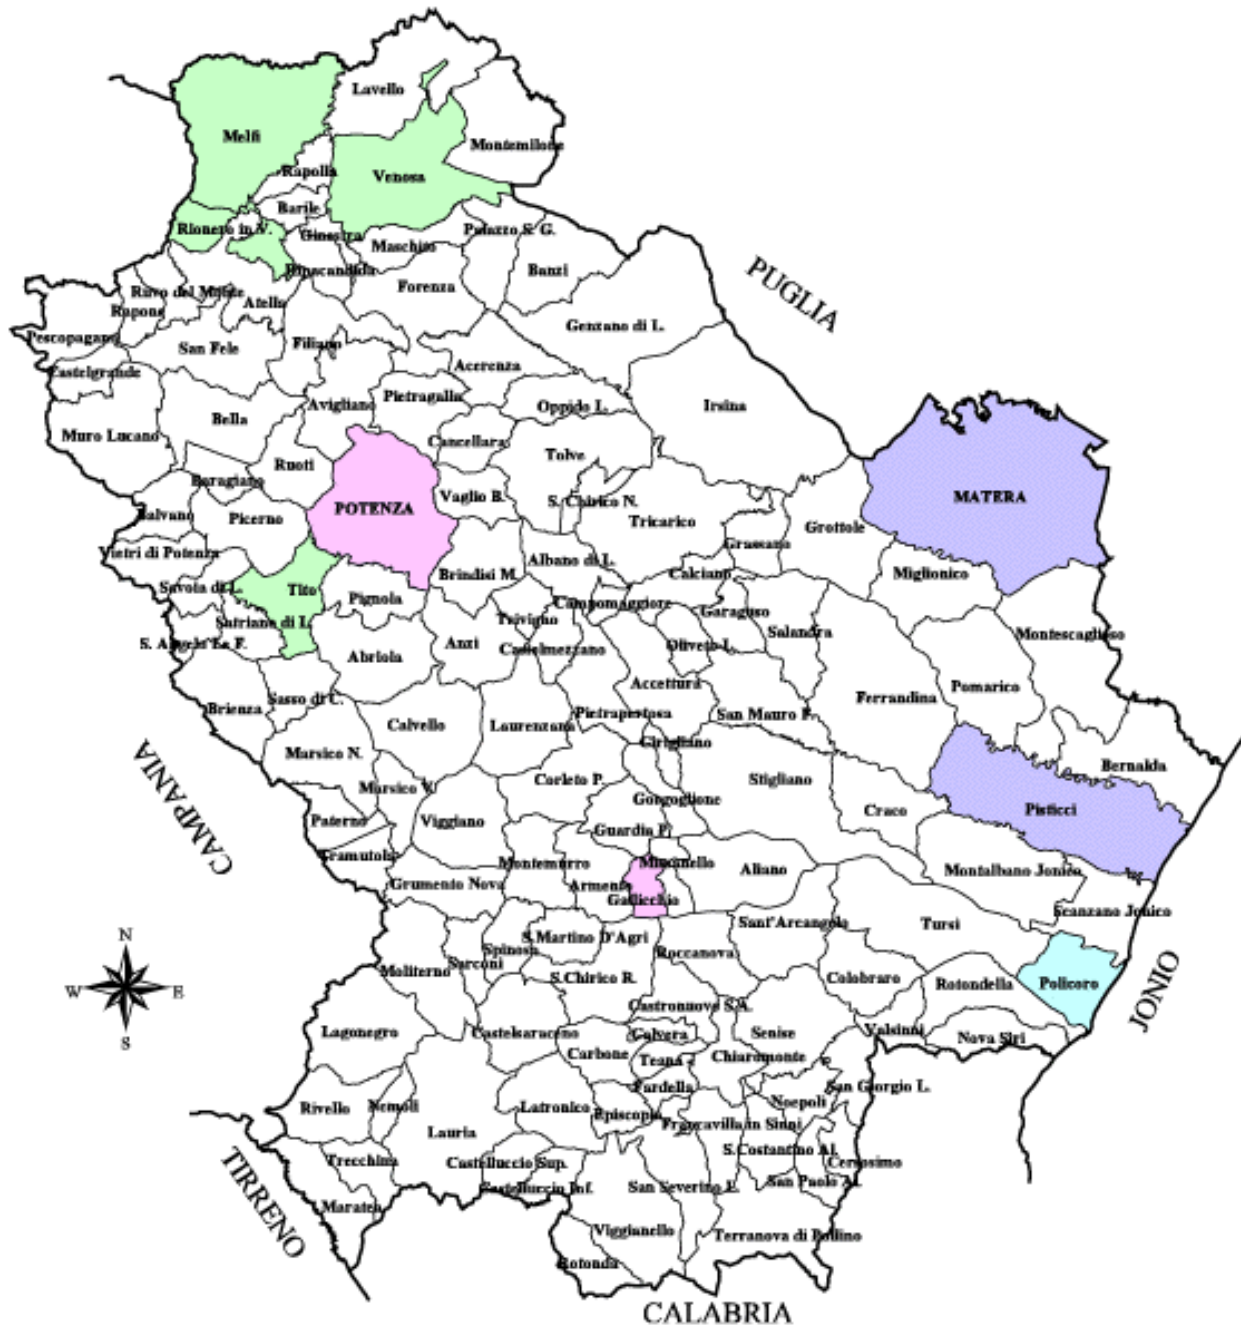 Lavello
Melfi
Montemilone
Rapolla
Venosa
Barile
Rionero in V.
Ginestra
Palazzo S. G.
Maschito
Ripacandida
Banzi
PUGLIA
Ruvo del Monte
Forenza
Atella
Rapone
Genzano di L.
Pescopagano
San Fele
Filiano
Castelgrande
Acerenza
Pietragalla
Avigliano
Oppido L.
Irsina
Bella
Muro Lucano
Cancellara
Tolve
Ruoti
Baragiano
Vaglio B.
S. Chirico N.
MATERA
POTENZA
Balvano
Picerno
Tricarico
Grottole
Grassano
Vietri di Potenza
Albano di L.
Brindisi M.
Calciano
Miglionico
Savoia di L.
Tito
Pignola
Campomaggiore
Garaguso
Satriano di L.
Trivigno
Salandra
Montescaglioso
S. Angelo Le F.
Anzi
Castelmezzano
Oliveto L.
Abriola
Accettura
Pomarico
Sasso di C.
Ferrandina
Brienza
Calvello
Laurenzana
Pietrapertosa
San Mauro F.
Cirigliano
Marsico N.
CAMPANIA
Corleto P.
Stigliano
Bernalda
Marsico V.
Gorgoglione
Craco
Pisticci
Paterno
Viggiano
Guardia P.
Tramutola
Montemurro
Missanello
Aliano
Montalbano Jonico
Grumento Nova
Armento
Gallicchio
Scanzano Jonico
Sant'Arcangelo
Tursi
N
S.Martino D'Agri
Spinosa
Roccanova
Sarconi
Moliterno
S.Chirico R.
Colobraro
Rotondella
Policoro
W
E
JONIO
Castronuovo S.A.
S
Lagonegro
Castelsaraceno
Calvera
Senise
Valsinni
Nova Siri
Carbone
Teana
Chiaromonte
Fardella
San Giorgio L.
Rivello
Nemoli
Latronico
Episcopia
Noepoli
Francavilla in Sinni
Lauria
S.Costantino Al.
TIRRENO
Trecchina
Castelluccio Sup.
Cersosimo
Castelluccio Inf.
San Severino L.
San Paolo Al.
Maratea
Viggianello
Terranova di Pollino
Rotonda
CALABRIA